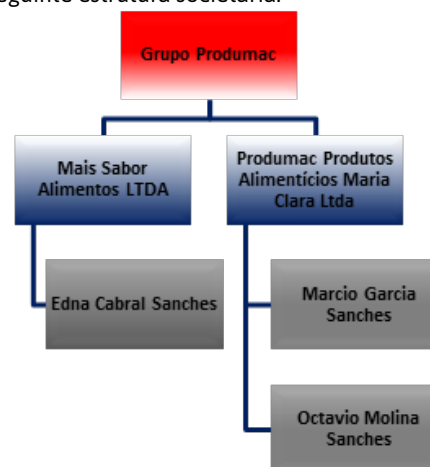 seguinte estrutura societária:
Grupo Produmac
Mais Sabor
Alimentos LTDA
Produmac Produtos
Alimentícios Maria
Clara Ltda
Edna Cabral Sanches
Marcio Garcia
Sanches
Octavio Molina
Sanches